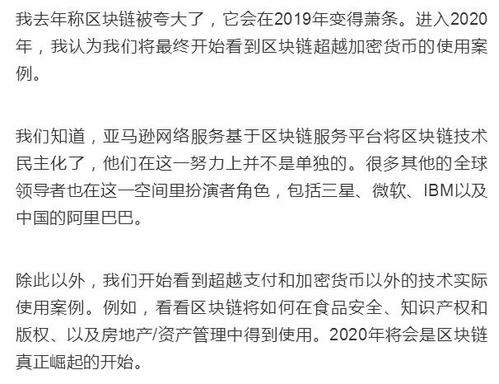 我去年称区块链被夸大了，它会在2019年变得萧条。进入2020
年，我认为我们将最终开始看到区块链超越加密货币的使用案
例。
我们知道，亚马逊网络服务基于区块链服务平台将区块链技术
民主化了，他们在这一努力上并不是单独的。很多其他的全球
领导者也在这一空间里扮演者角色，包括三星、微软、IBM以及
中国的阿里巴巴。
除此以外，我们开始看到超越支付和加密货币以外的技术实际
使用案例。例如，看看区块链将如何在食品安全、知识产权和
版权、以及房地产/资产管理中得到使用。2020年将会是区块链
真正崛起的开始。